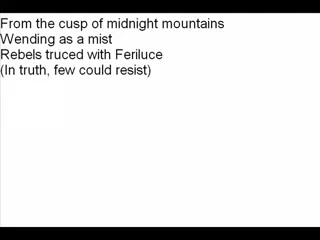 From the cusp of midnight mountains
Wending as a mist
Rebels truced with Feriluce
(In truth, few could resist)